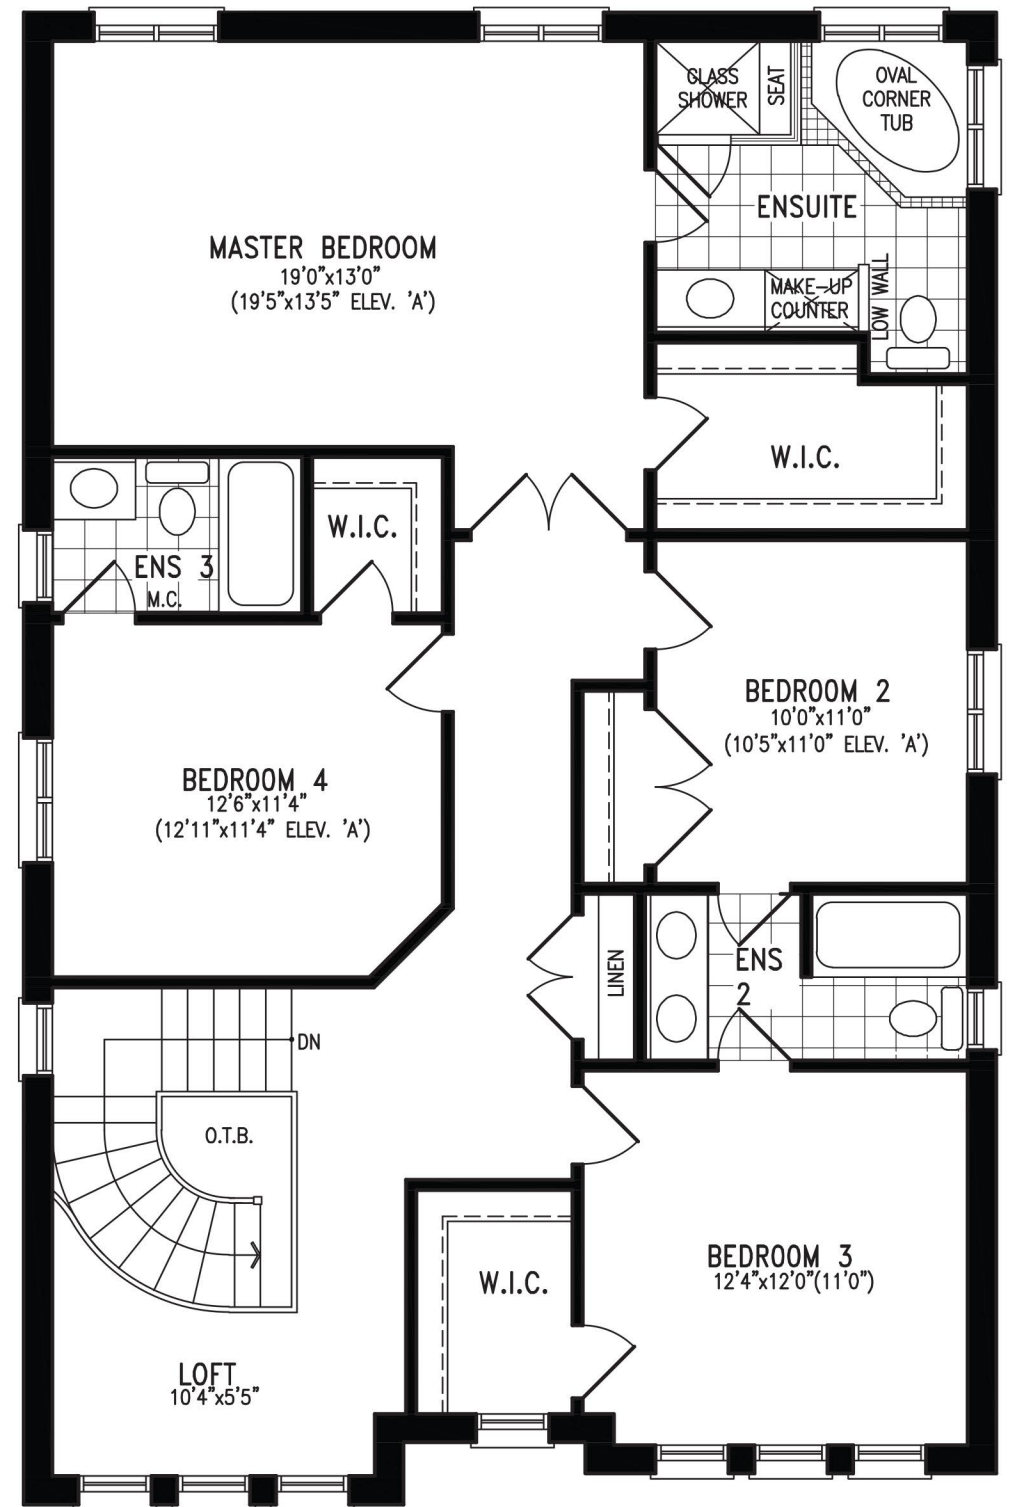 GLASS
SHOWER
SEAT
OVAL
CORNER
TUB
ENSUITE
MASTER BEDROOM
19'0"x13'0"
(19'5"x13'5" ELEV. 'A')
MAKE-UP
COUNTER
LOW WALL
W.I.C.
W.I.C.
ENS 3
M.C.
BEDROOM 2
10'0"x11'0"
(10'5"x11'0" ELEV. 'A')
BEDROOM 4
12'6"x11'4"
(12'11"x11'4" ELEV. 'A')
LINEN
ENS
2
DN
O.T.B.
BEDROOM 3
12'4"x12'0"(11'0")
W.I.C.
LOFT
10'4"x5'5"